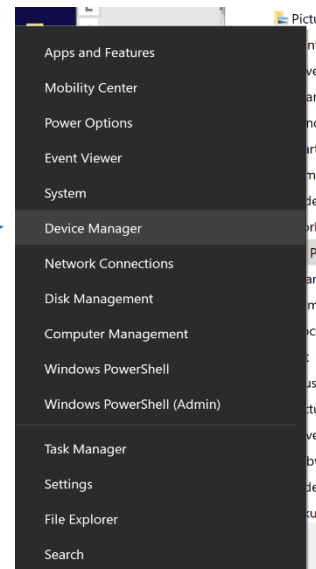 Apps and Features
Mobility Center
Power Options
Event Viewer
System
Device Manager
Network Connections
Disk Management
Computer Management
Windows PowerShell
Windows PowerShell (Admin)
Task Manager
Settings
File Explorer
Search